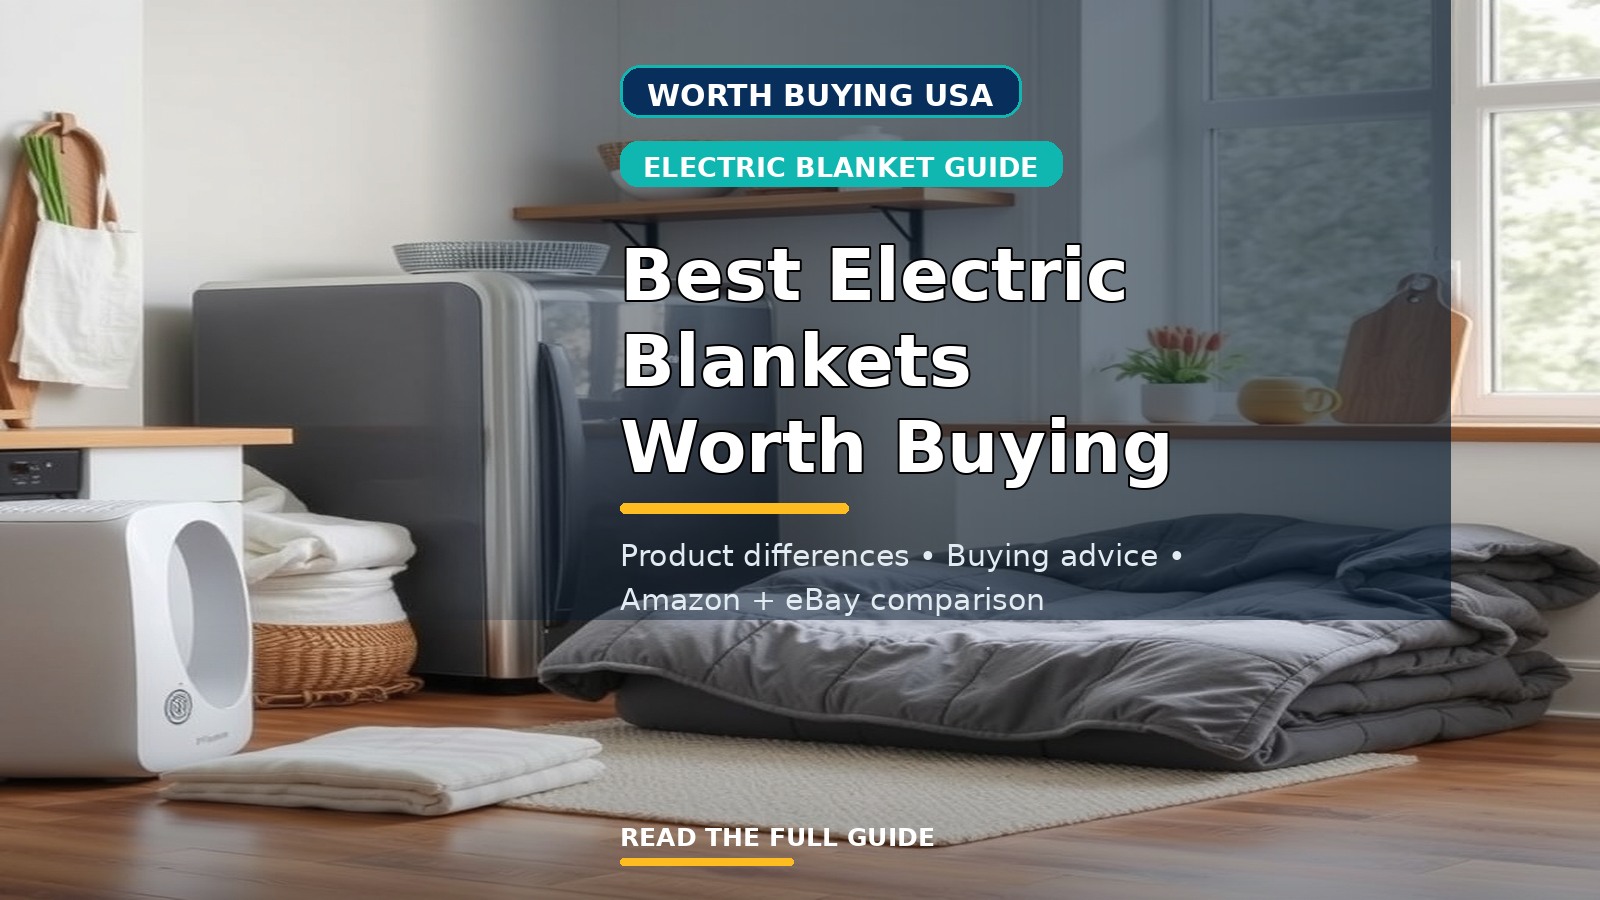 WORTH BUYING USA
ELECTRIC BLANKET GUIDE
Best Electric
Blankets
Worth Buying
Product differences • Buying advice •
Amazon + eBay comparison
READ THE FULL GUIDE